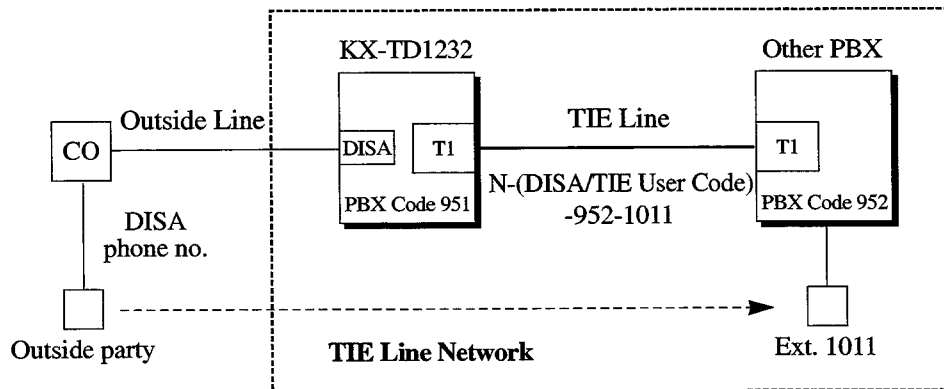 KX-TD1232
Other PBX
Outside Line
TIE Line
CO
DISA
T1
T1
N-(DISA/TIE User Code)
-952-1011
PBX Code 951
PBX Code 952
DISA
phone no.
Outside party
TIE Line Network
Ext. 1011